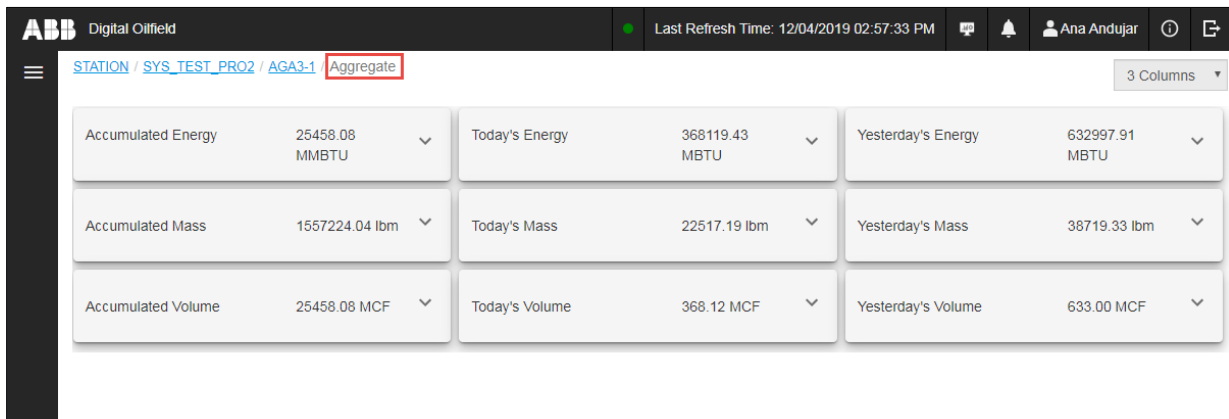 ABB Digital Oilfield Last Refresh Time: 12/04/2019 02:57:33 PM Ana Andujar
STATION / SYS_TEST_PRO2 / AGA3-1 / Aggregate
3 Columns
Accumulated Energy 25458.08 MMBTU
Today's Energy 368119.43 MBTU
Yesterday's Energy 632997.91 MBTU
Accumulated Mass 1557224.04 lbm
Today's Mass 22517.19 lbm
Yesterday's Mass 38719.33 lbm
Accumulated Volume 25458.08 MCF
Today's Volume 368.12 MCF
Yesterday's Volume 633.00 MCF